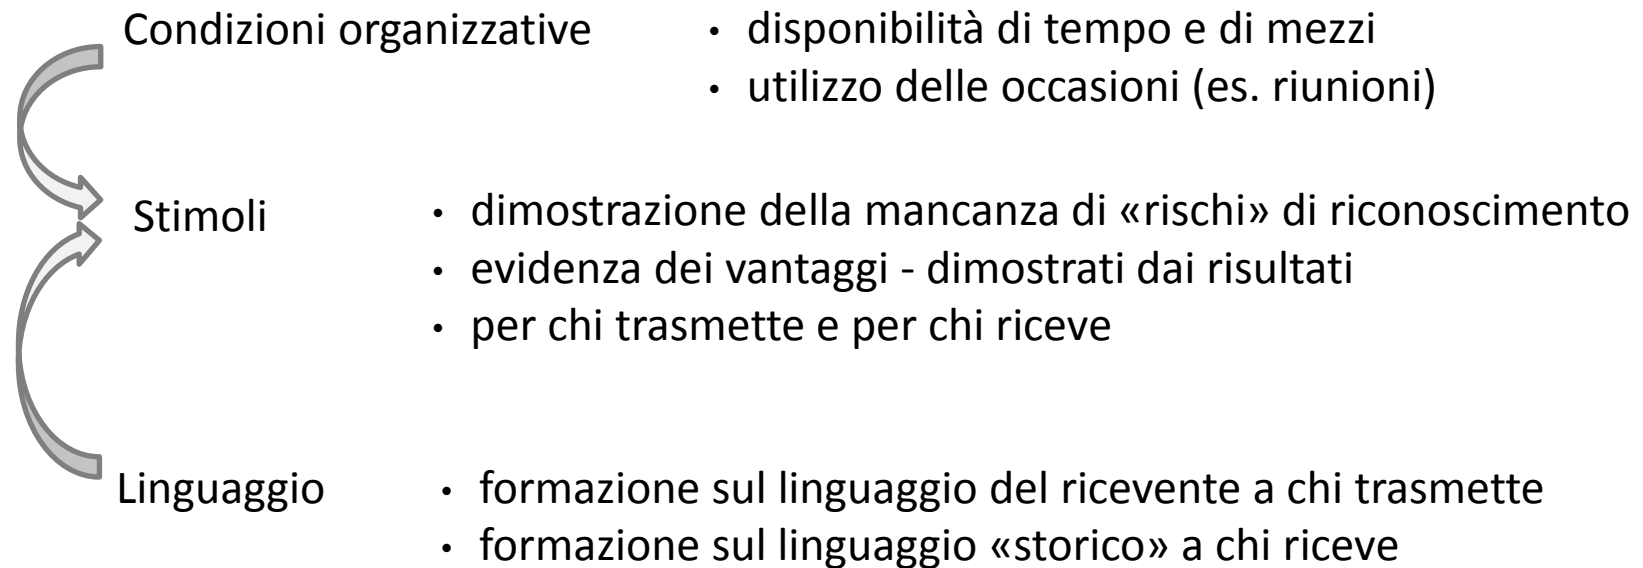 Condizioni organizzative
• disponibilità di tempo e di mezzi
• utilizzo delle occasioni (es. riunioni)
Stimoli
• dimostrazione della mancanza di «rischi» di riconoscimento
• evidenza dei vantaggi - dimostrati dai risultati
• per chi trasmette e per chi riceve
Linguaggio
• formazione sul linguaggio del ricevente a chi trasmette
• formazione sul linguaggio «storico» a chi riceve